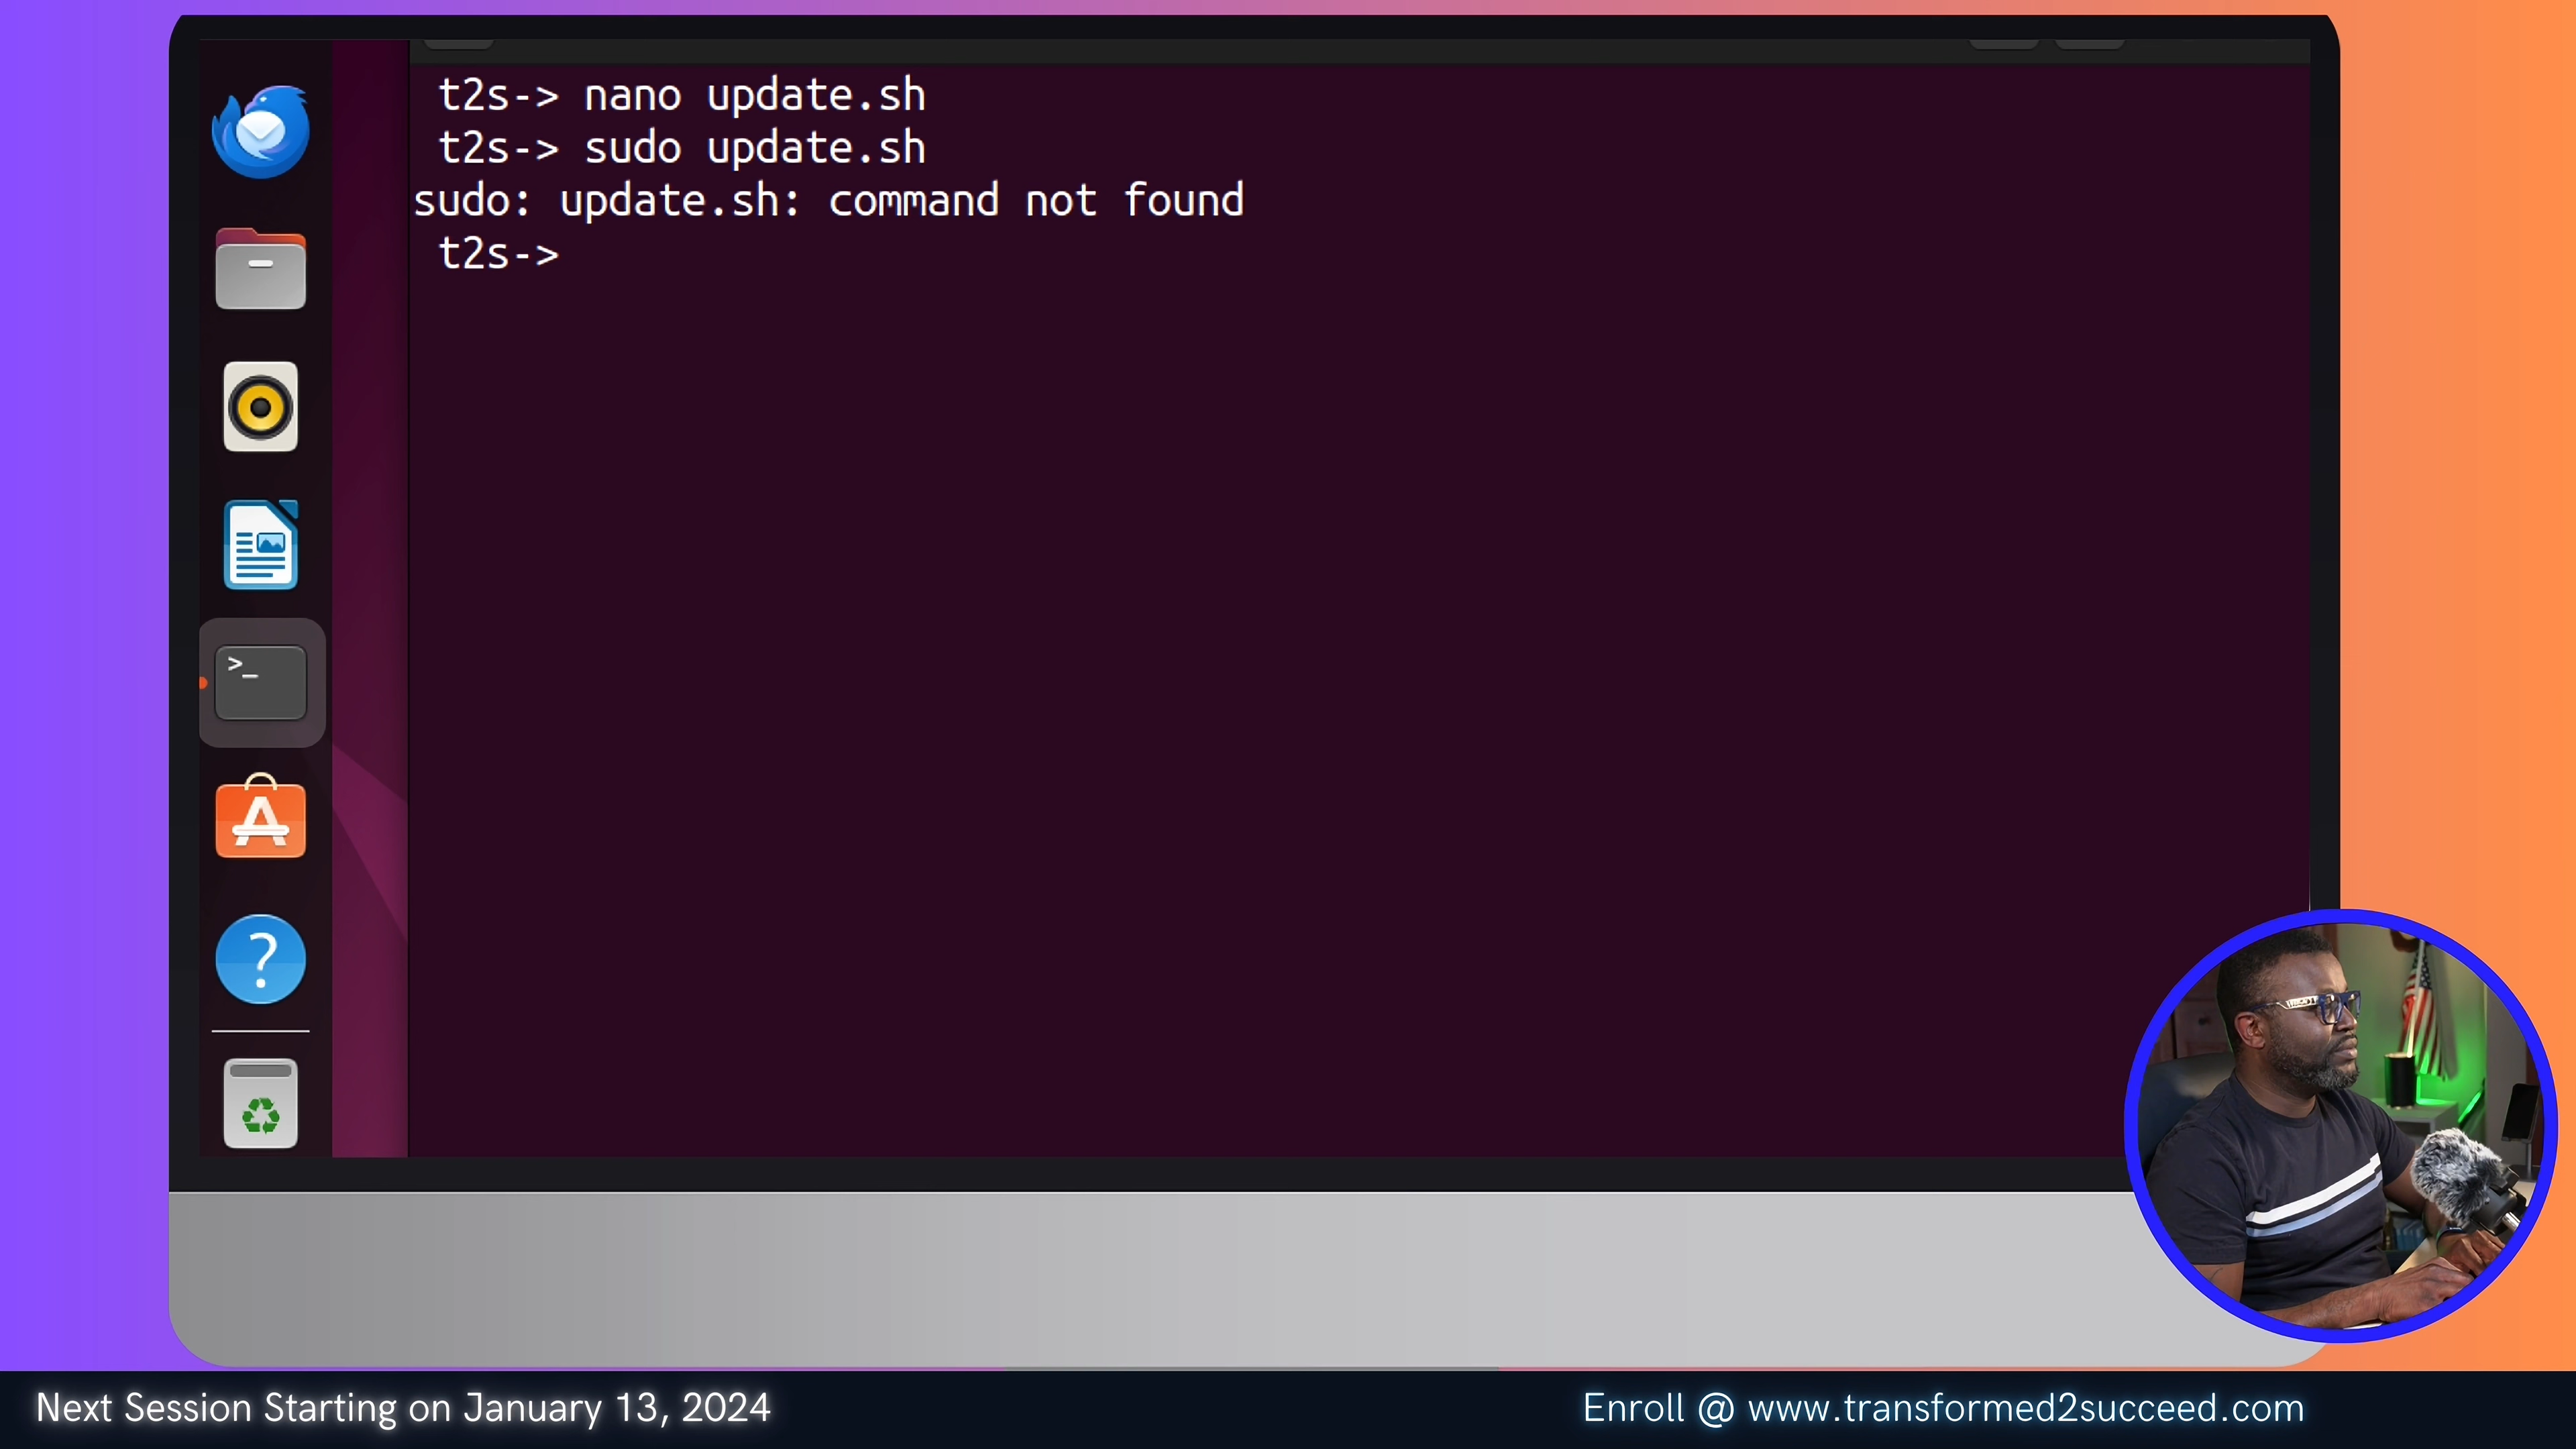 t2s-> nano update.sh
t2s-> sudo update.sh
sudo: update.sh: command not found
t2s->
>_
?
Next Session Starting on January 13, 2024
Enroll @ www.transformed2succeed.com